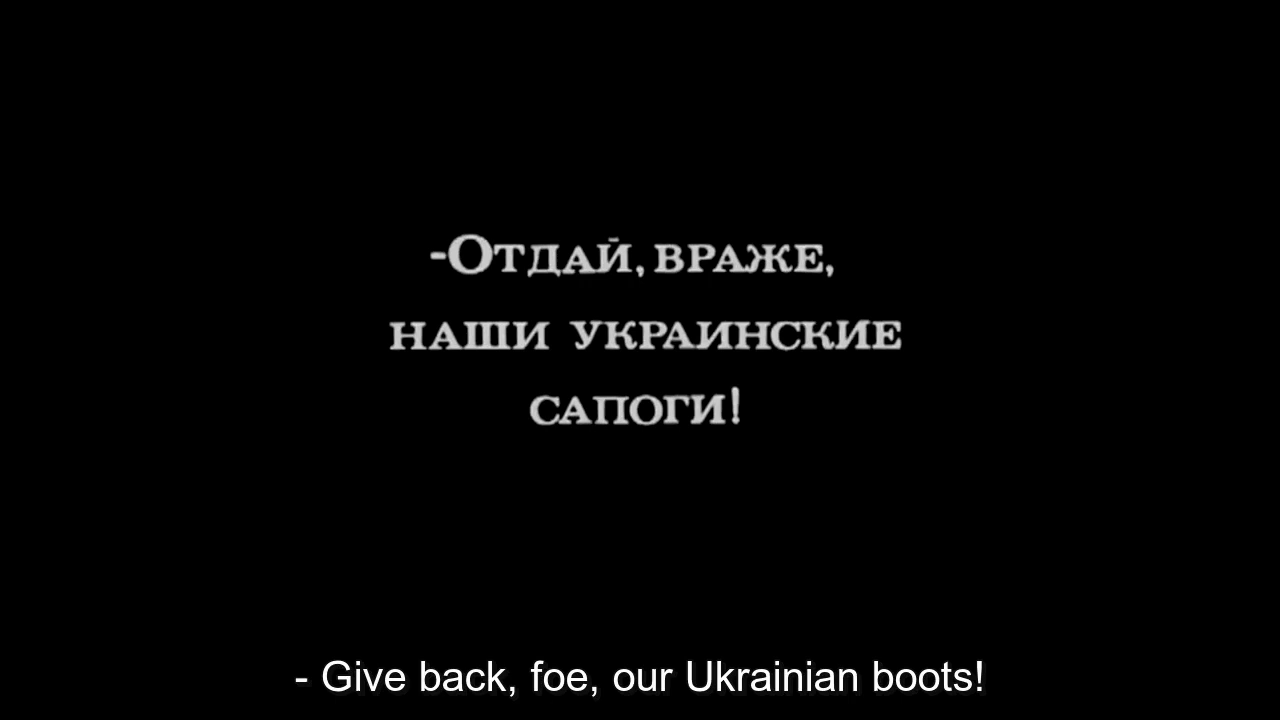 -Отдай, враже,
наши украинские
сапоги!
- Give back, foe, our Ukrainian boots!